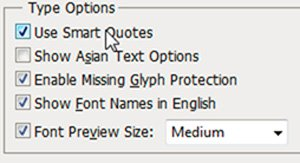 Type Options
Use Smart Quotes
Show Asian Text Options
Enable Missing Glyph Protection
Show Font Names in English
Font Preview Size: Medium